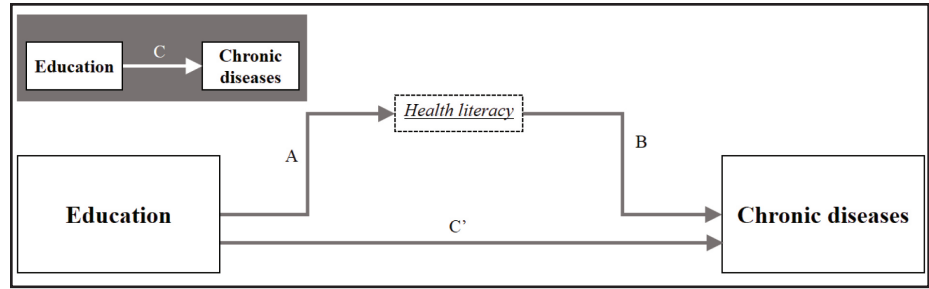 Education
C
Chronic
diseases
Health literacy
A
B
Education
C’
Chronic diseases